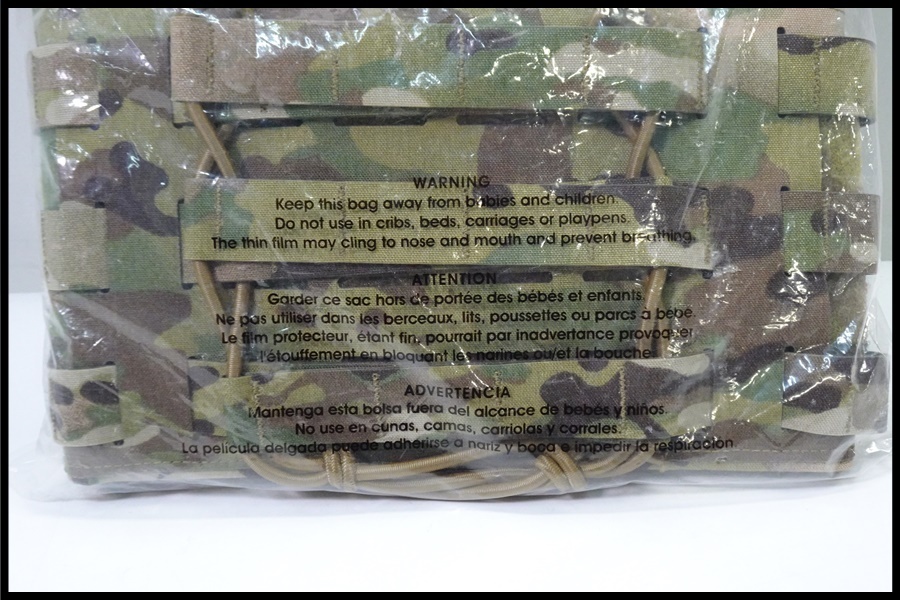 WARNING
Keep this bag away from babies and children.
Do not use in cribs, beds, carriages or playpens.
The thin film may cling to nose and mouth and prevent breathing.
ATTENTION
Garder ce sac hors de portée des bébés et enfants.
Ne pas utiliser dans les berceaux, lits, poussettes ou parcs à bébé.
Le film protecteur, étant fin, pourrait par inadvertance provoquer
l'étouffement en bloquant les narines ou/et la bouche
ADVERTENCIA
Mantenga esta bolsa fuera del alcance de bebés y niños.
No use en cunas, camas, carriolas y corrales.
La película delgada puede adherirse a nariz y boca e impedir la respiración